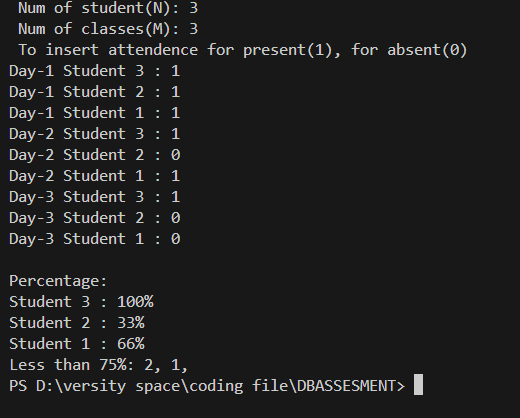 Num of student(N): 3
Num of classes(M): 3
To insert attendence for present(1), for absent(0)
Day-1 Student 3 : 1
Day-1 Student 2 : 1
Day-1 Student 1 : 1
Day-2 Student 3 : 1
Day-2 Student 2 : 0
Day-2 Student 1 : 1
Day-3 Student 3 : 1
Day-3 Student 2 : 0
Day-3 Student 1 : 0
Percentage:
Student 3 : 100%
Student 2 : 33%
Student 1 : 66%
Less than 75%: 2, 1,
PS D:\versity space\coding file\DBASSESMENT>